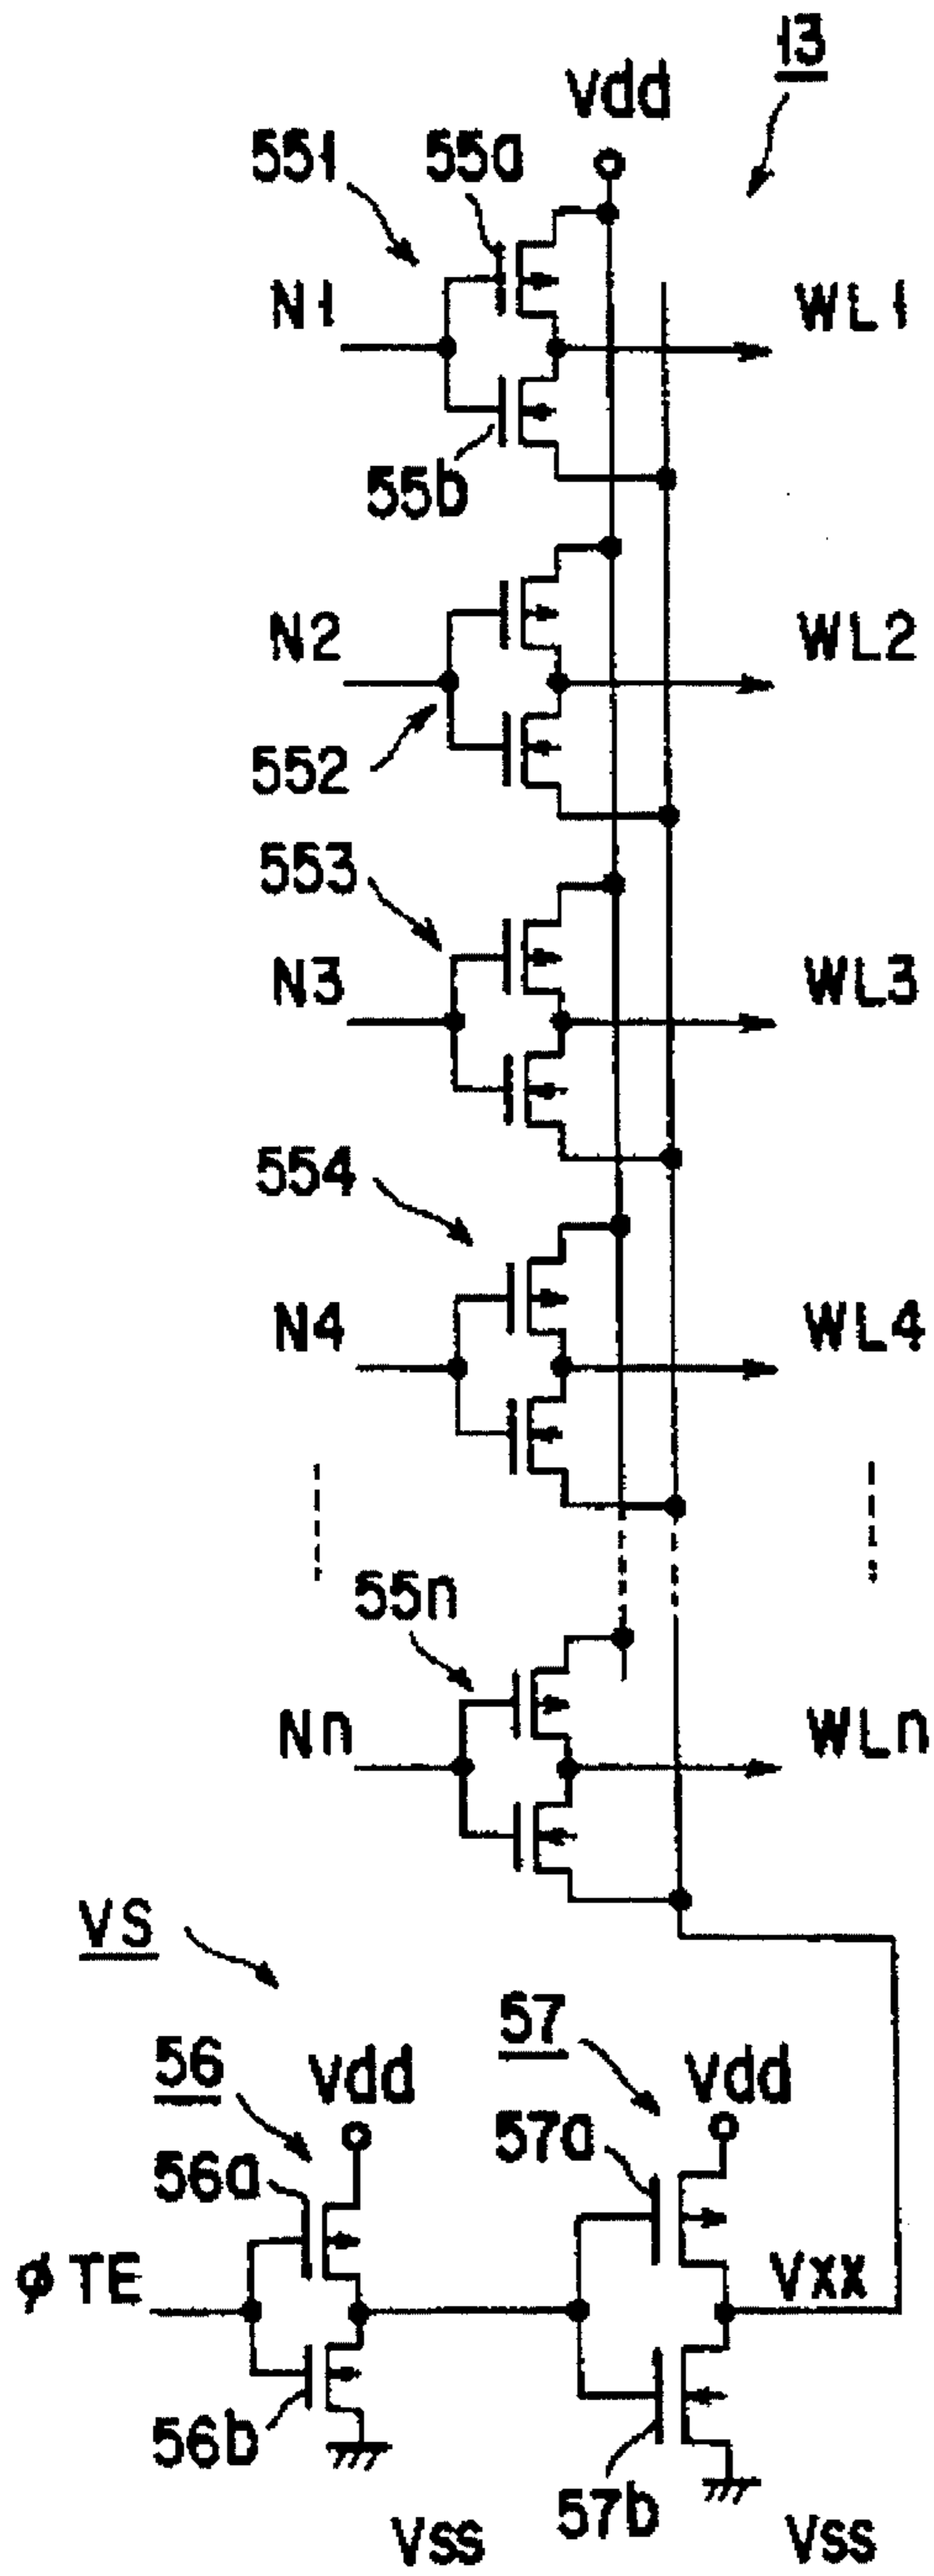 13
Vdd
551 55a
N1 WL1
55b
N2 WL2
552
553
N3 WL3
554
N4 WL4
55n
Nn WLn
VS
56 Vdd 57 Vdd
56a 57a
φTE Vxx
56b 57b
Vss Vss